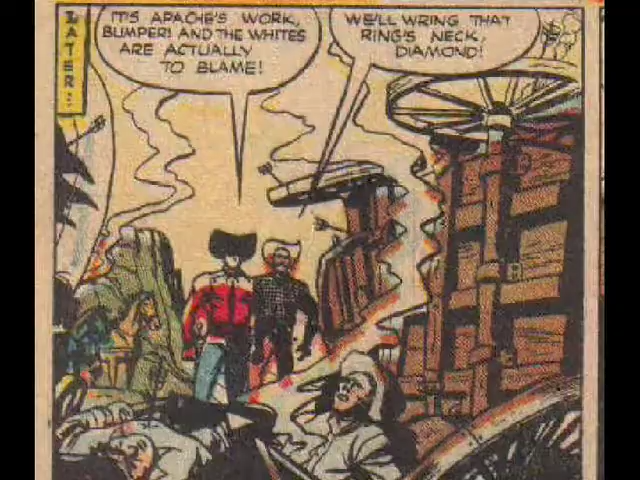 LATER...
IT'S APACHE'S WORK,
BUMPER! AND THE WHITES
ARE ACTUALLY
TO BLAME!
WE'LL WRING THAT
RING'S NECK,
DIAMOND!